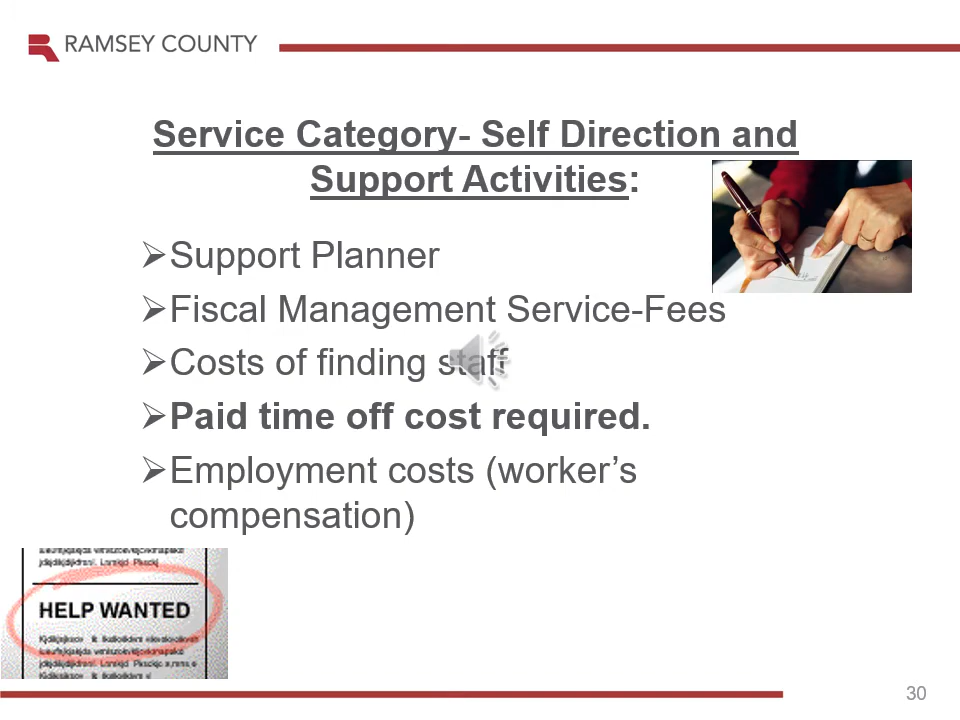 RAMSEY COUNTY
Service Category- Self Direction and
Support Activities:
➢Support Planner
➢Fiscal Management Service-Fees
➢Costs of finding staff
➢Paid time off cost required.
➢Employment costs (worker’s
compensation)
HELP WANTED
30